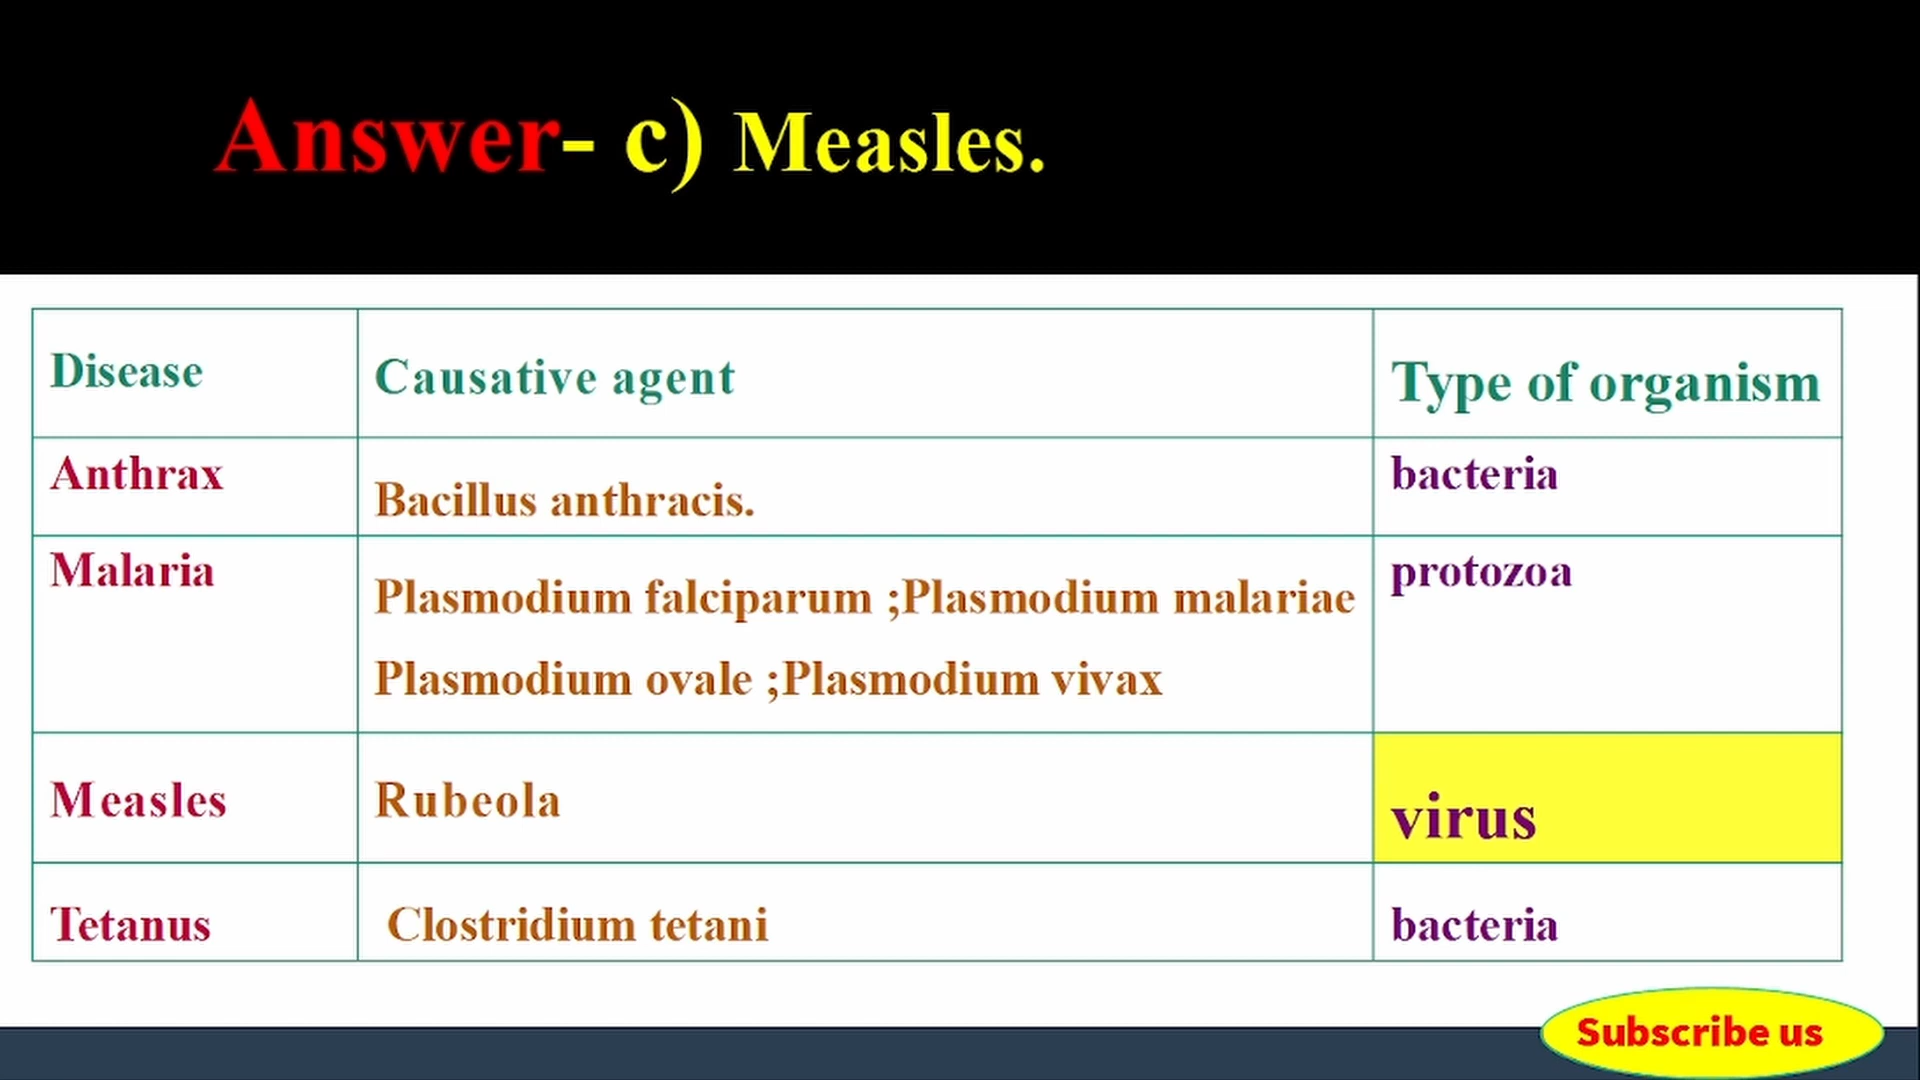 Answer- c) Measles.
Disease Causative agent Type of organism
Anthrax Bacillus anthracis. bacteria
Malaria Plasmodium falciparum ;Plasmodium malariae protozoa
Plasmodium ovale ;Plasmodium vivax
Measles Rubeola virus
Tetanus Clostridium tetani bacteria
Subscribe us